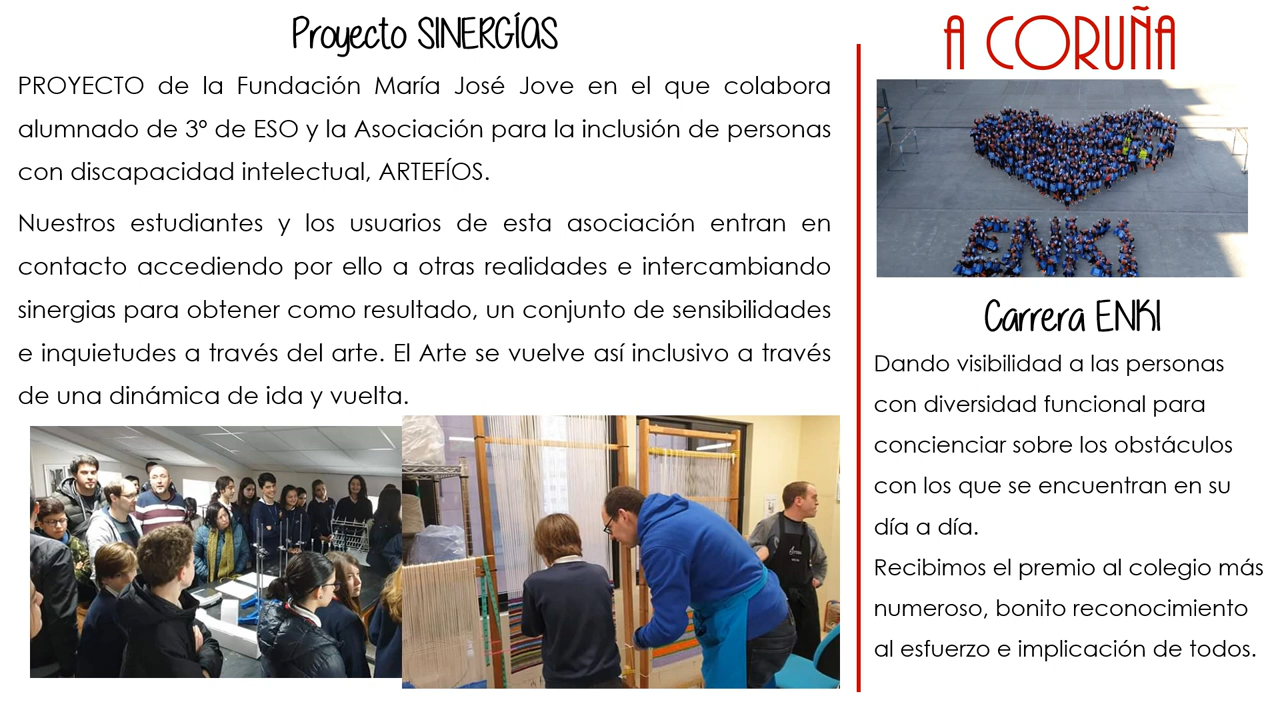 Proyecto SINERGÍAS
PROYECTO de la Fundación María José Jove en el que colabora
alumnado de 3º de ESO y la Asociación para la inclusión de personas
con discapacidad intelectual, ARTEFÍOS.
Nuestros estudiantes y los usuarios de esta asociación entran en
contacto accediendo por ello a otras realidades e intercambiando
sinergias para obtener como resultado, un conjunto de sensibilidades
e inquietudes a través del arte. El Arte se vuelve así inclusivo a través
de una dinámica de ida y vuelta.
A CORUÑA
ENKI
Carrera ENKI
Dando visibilidad a las personas
con diversidad funcional para
concienciar sobre los obstáculos
con los que se encuentran en su
día a día.
Recibimos el premio al colegio más
numeroso, bonito reconocimiento
al esfuerzo e implicación de todos.